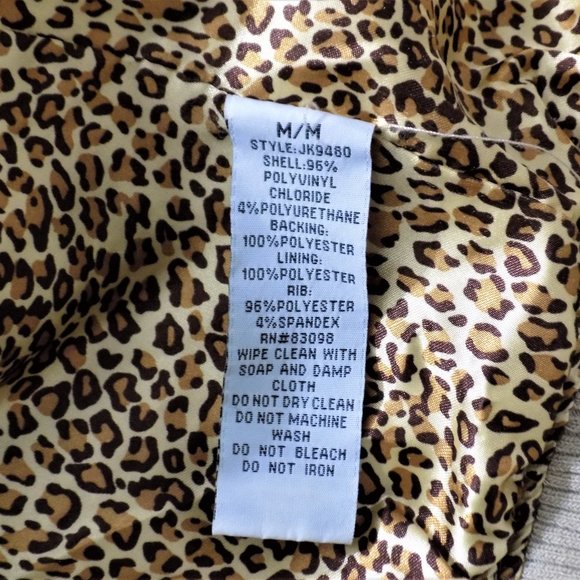 M/M
STYLE:JK9460
SHELL:96%
POLYVINYL
CHLORIDE
4%POLYURETHANE
BACKING:
100%POLYESTER
LINING:
100%POLYESTER
RIB:
96%POLYESTER
4%SPANDEX
RN#83098
WIPE CLEAN WITH
SOAP AND DAMP
CLOTH
DO NOT DRY CLEAN
DO NOT MACHINE
WASH
DO NOT BLEACH
DO NOT IRON